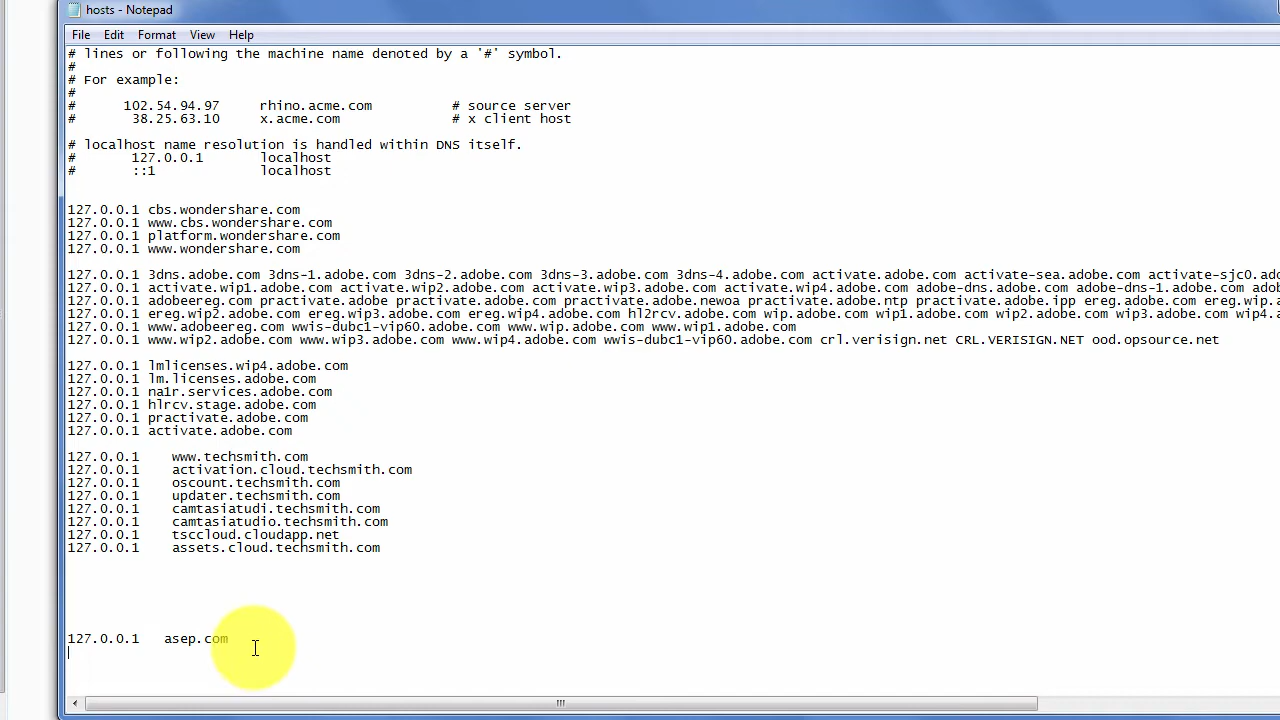 hosts - Notepad
File Edit Format View Help
# lines or following the machine name denoted by a '#' symbol.
#
# For example:
#
# 102.54.94.97 rhino.acme.com # source server
# 38.25.63.10 x.acme.com # x client host
# localhost name resolution is handled within DNS itself.
# 127.0.0.1 localhost
# ::1 localhost
127.0.0.1 cbs.wondershare.com
127.0.0.1 www.cbs.wondershare.com
127.0.0.1 platform.wondershare.com
127.0.0.1 www.wondershare.com
127.0.0.1 3dns.adobe.com 3dns-1.adobe.com 3dns-2.adobe.com 3dns-3.adobe.com 3dns-4.adobe.com activate.adobe.com activate-sea.adobe.com activate-sjc0.ad
127.0.0.1 activate.wip1.adobe.com activate.wip2.adobe.com activate.wip3.adobe.com activate.wip4.adobe.com adobe-dns.adobe.com adobe-dns-1.adobe.com ado
127.0.0.1 adobeereg.com practivate.adobe practivate.adobe.com practivate.adobe.newoa practivate.adobe.ntp practivate.adobe.ipp ereg.adobe.com ereg.wip.
127.0.0.1 ereg.wip2.adobe.com ereg.wip3.adobe.com ereg.wip4.adobe.com hl2rcv.adobe.com wip.adobe.com wip1.adobe.com wip2.adobe.com wip3.adobe.com wip4.a
127.0.0.1 www.adobeereg.com wwis-dubc1-vip60.adobe.com www.wip.adobe.com www.wip1.adobe.com
127.0.0.1 www.wip2.adobe.com www.wip3.adobe.com www.wip4.adobe.com wwis-dubc1-vip60.adobe.com crl.verisign.net CRL.VERISIGN.NET ood.opsource.net
127.0.0.1 lmlicenses.wip4.adobe.com
127.0.0.1 lm.licenses.adobe.com
127.0.0.1 na1r.services.adobe.com
127.0.0.1 hlrcv.stage.adobe.com
127.0.0.1 practivate.adobe.com
127.0.0.1 activate.adobe.com
127.0.0.1 www.techsmith.com
127.0.0.1 activation.cloud.techsmith.com
127.0.0.1 oscount.techsmith.com
127.0.0.1 updater.techsmith.com
127.0.0.1 camtasiatudi.techsmith.com
127.0.0.1 camtasiatudio.techsmith.com
127.0.0.1 tsccloud.cloudapp.net
127.0.0.1 assets.cloud.techsmith.com
127.0.0.1 asep.com